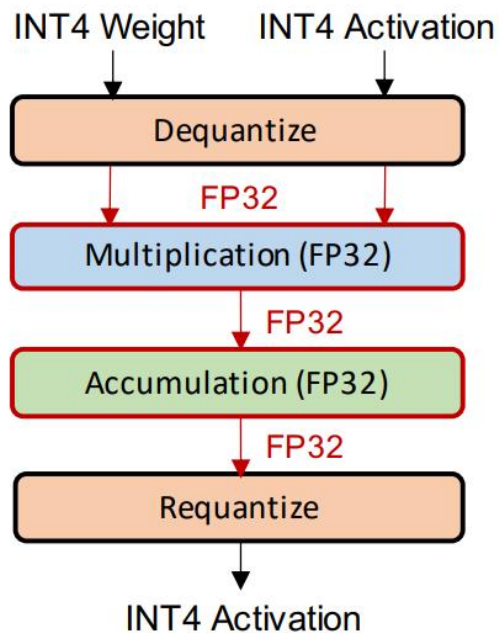 INT4 Weight INT4 Activation
Dequantize
FP32
Multiplication (FP32)
FP32
Accumulation (FP32)
FP32
Requantize
INT4 Activation